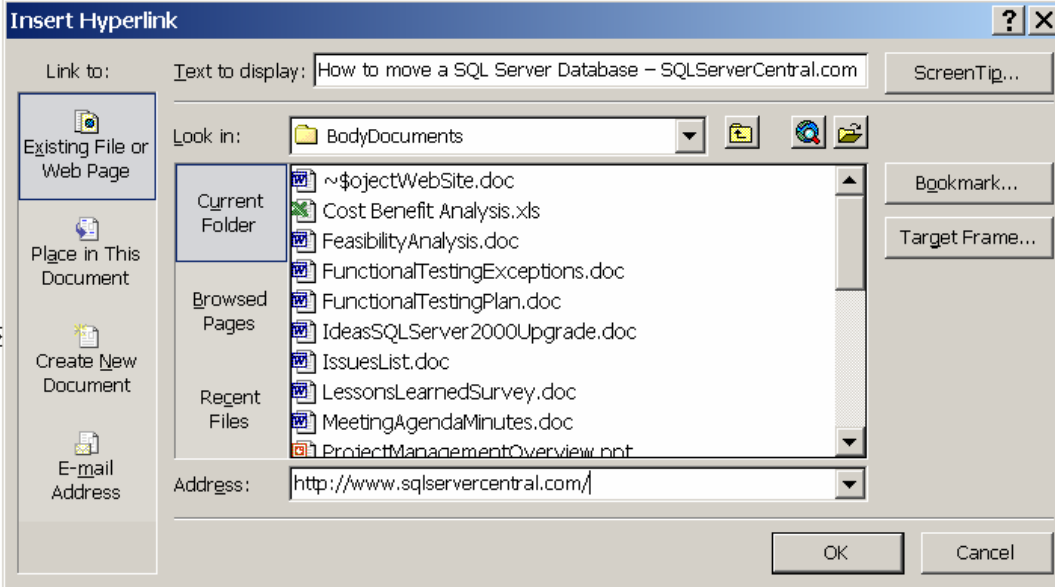 Insert Hyperlink
Link to:
Text to display: How to move a SQL Server Database – SQLServerCentral.com
ScreenTip...
Existing File or
Web Page
Look in: BodyDocuments
Current
Folder
Browsed
Pages
Recent
Files
~$ojectWebSite.doc
Cost Benefit Analysis.xls
FeasibilityAnalysis.doc
FunctionalTestingExceptions.doc
FunctionalTestingPlan.doc
IdeasSQLServer2000Upgrade.doc
IssuesList.doc
LessonsLearnedSurvey.doc
MeetingAgendaMinutes.doc
ProjectManagementOverview.ppt
Bookmark...
Target Frame...
Place in This
Document
Create New
Document
E-mail
Address
Address: http://www.sqlservercentral.com/
OK
Cancel